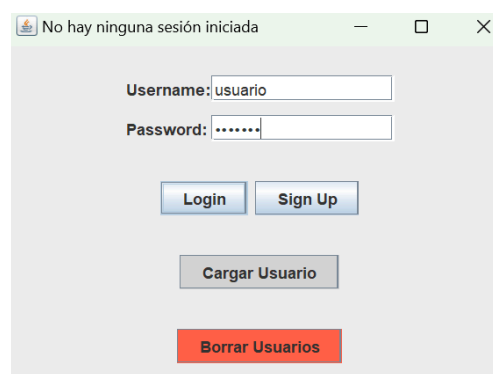 No hay ninguna sesión iniciada
Username: usuario
Password: •••••••
Login Sign Up
Cargar Usuario
Borrar Usuarios